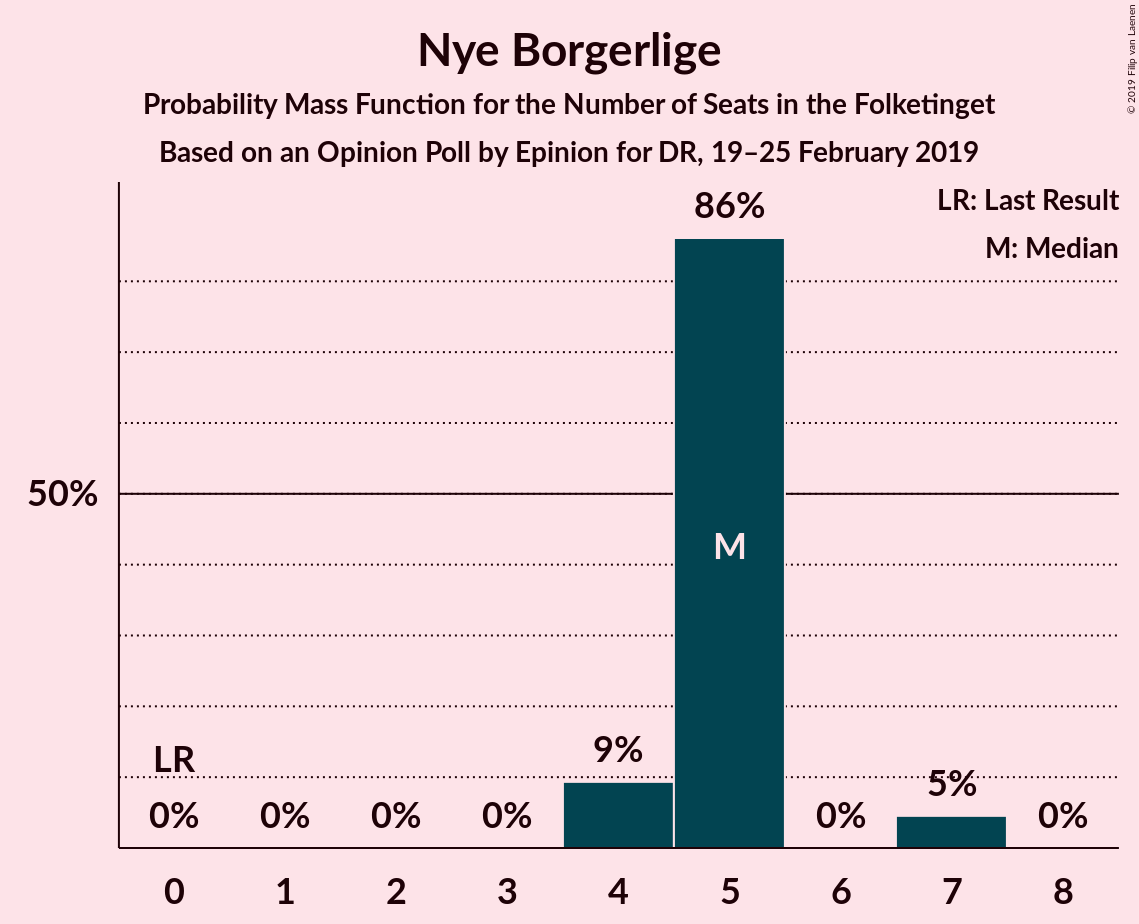 Nye Borgerlige
Probability Mass Function for the Number of Seats in the Folketinget
Based on an Opinion Poll by Epinion for DR, 19–25 February 2019
© 2019 Filip van Laenen
LR: Last Result
M: Median
86%
50%
M
LR
9%
5%
0% 0% 0% 0% 0% 0%
0 1 2 3 4 5 6 7 8